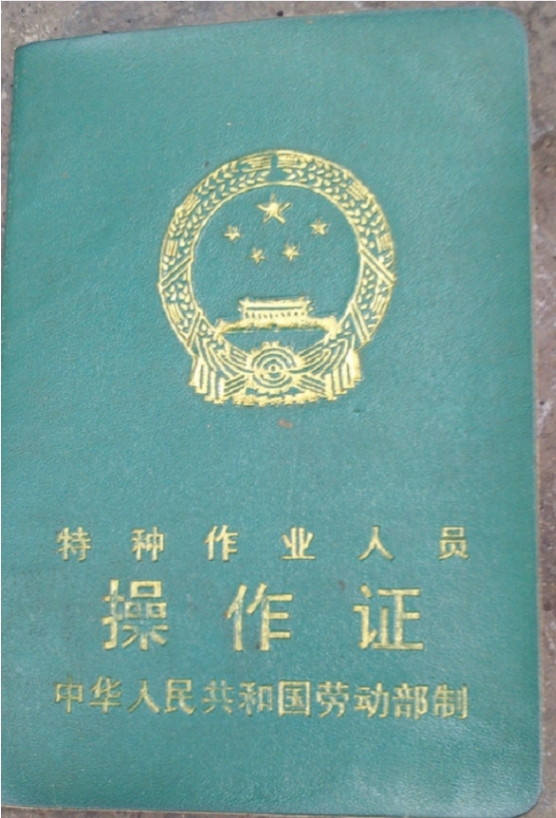 特种作业人员
操作证
中华人民共和国劳动部制